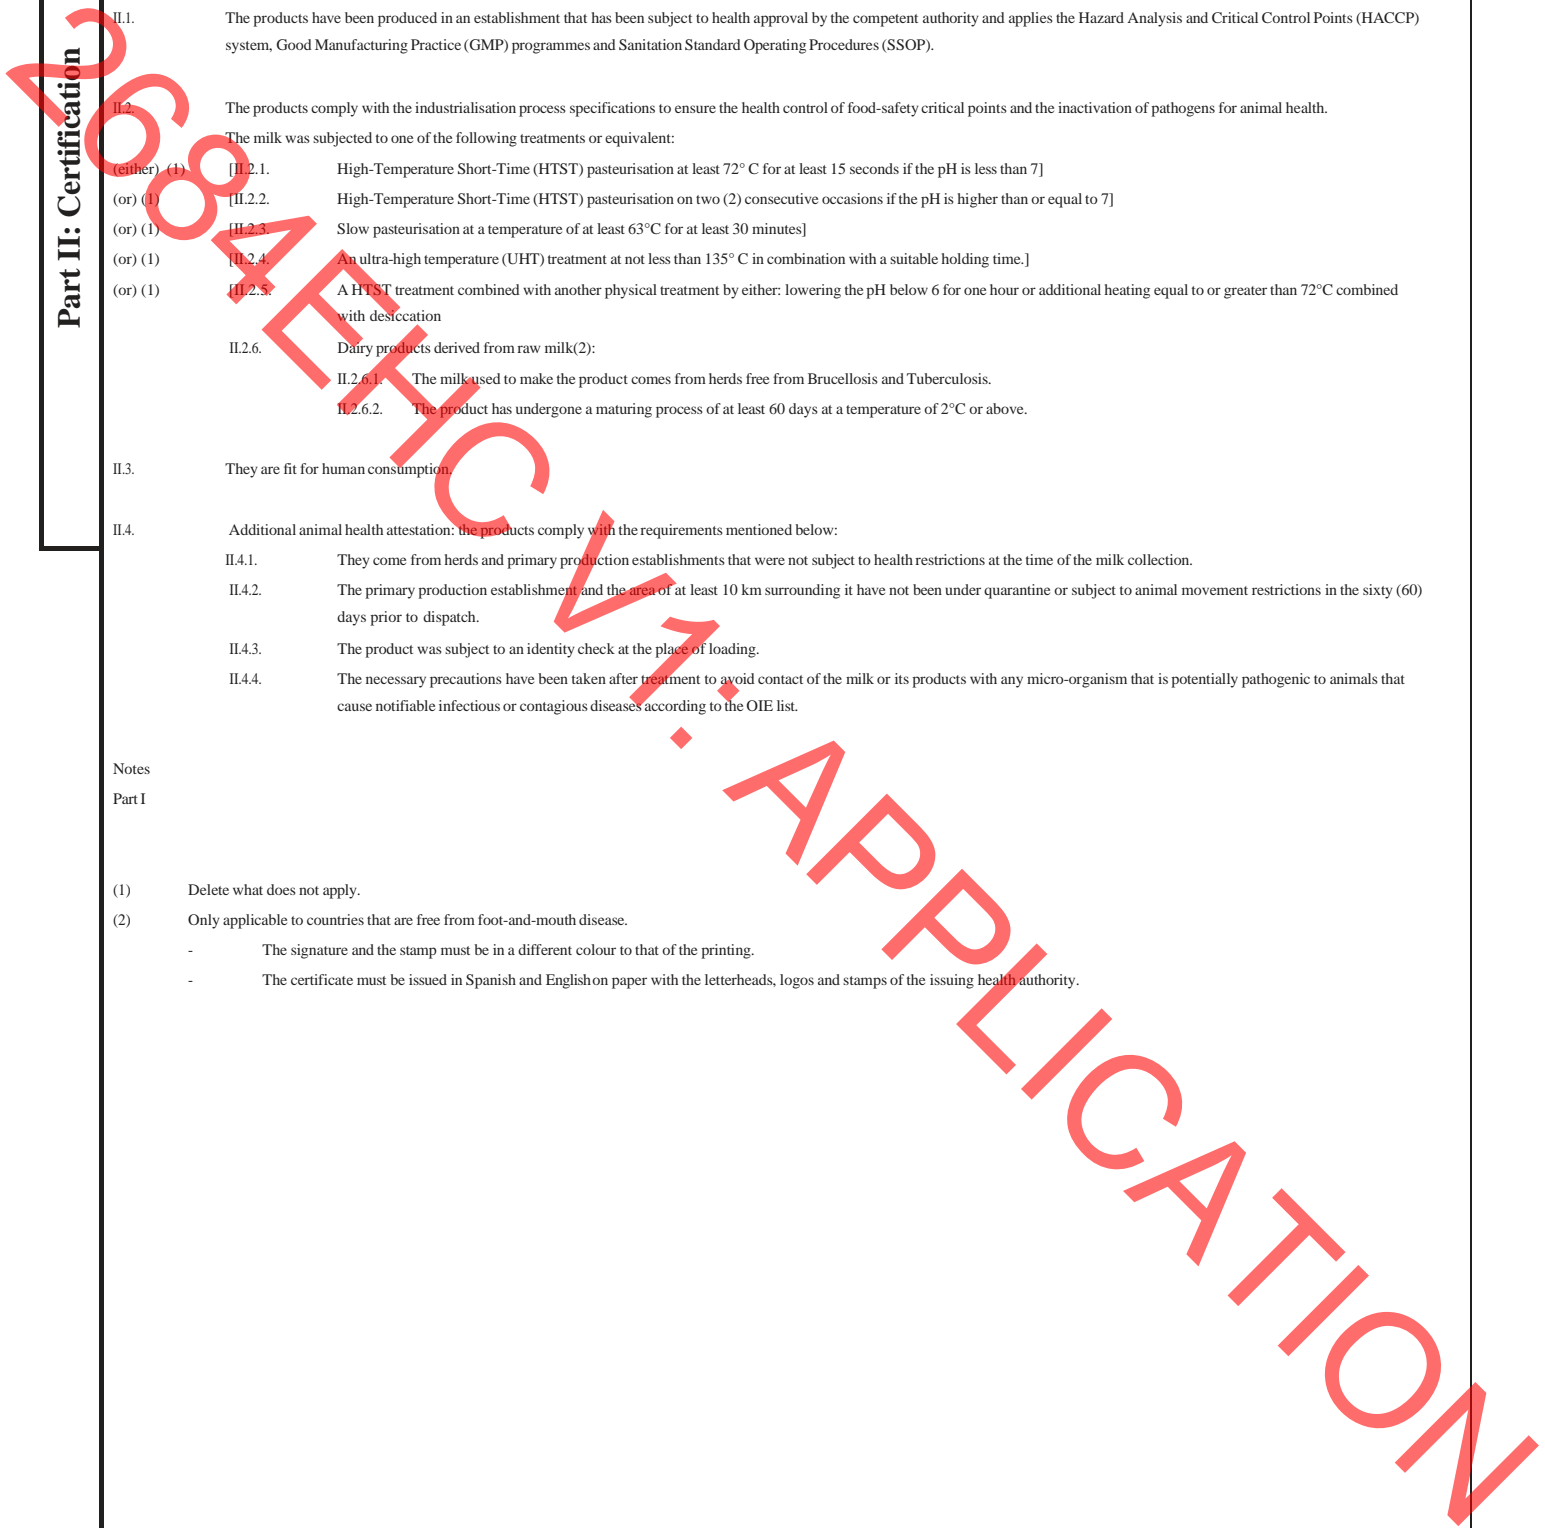 Part II: Certification
II.1. The products have been produced in an establishment that has been subject to health approval by the competent authority and applies the Hazard Analysis and Critical Control Points (HACCP)
system, Good Manufacturing Practice (GMP) programmes and Sanitation Standard Operating Procedures (SSOP).
II.2. The products comply with the industrialisation process specifications to ensure the health control of food-safety critical points and the inactivation of pathogens for animal health.
The milk was subjected to one of the following treatments or equivalent:
(either) (1) [II.2.1. High-Temperature Short-Time (HTST) pasteurisation at least 72° C for at least 15 seconds if the pH is less than 7]
(or) (1) [II.2.2. High-Temperature Short-Time (HTST) pasteurisation on two (2) consecutive occasions if the pH is higher than or equal to 7]
(or) (1) [II.2.3. Slow pasteurisation at a temperature of at least 63°C for at least 30 minutes]
(or) (1) [II.2.4. An ultra-high temperature (UHT) treatment at not less than 135° C in combination with a suitable holding time.]
(or) (1) [II.2.5. A HTST treatment combined with another physical treatment by either: lowering the pH below 6 for one hour or additional heating equal to or greater than 72°C combined
with desiccation
II.2.6. Dairy products derived from raw milk(2):
II.2.6.1. The milk used to make the product comes from herds free from Brucellosis and Tuberculosis.
II.2.6.2. The product has undergone a maturing process of at least 60 days at a temperature of 2°C or above.
II.3. They are fit for human consumption.
II.4. Additional animal health attestation: the products comply with the requirements mentioned below:
II.4.1. They come from herds and primary production establishments that were not subject to health restrictions at the time of the milk collection.
II.4.2. The primary production establishment and the area of at least 10 km surrounding it have not been under quarantine or subject to animal movement restrictions in the sixty (60)
days prior to dispatch.
II.4.3. The product was subject to an identity check at the place of loading.
II.4.4. The necessary precautions have been taken after treatment to avoid contact of the milk or its products with any micro-organism that is potentially pathogenic to animals that
cause notifiable infectious or contagious diseases according to the OIE list.
Notes
Part I
(1) Delete what does not apply.
(2) Only applicable to countries that are free from foot-and-mouth disease.
- The signature and the stamp must be in a different colour to that of the printing.
- The certificate must be issued in Spanish and English on paper with the letterheads, logos and stamps of the issuing health authority.
2684EHC V1: APPLICATION